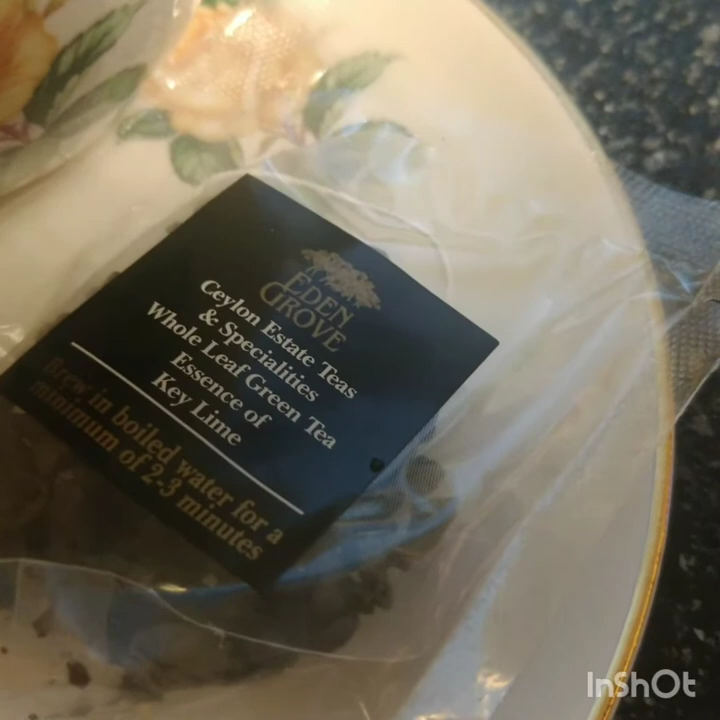 EDEN
GROVE
Ceylon Estate Teas
& Specialities
Whole Leaf Green Tea
Essence of
Key Lime
Brew in boiled water for a
minimum of 2-3 minutes
InShOt